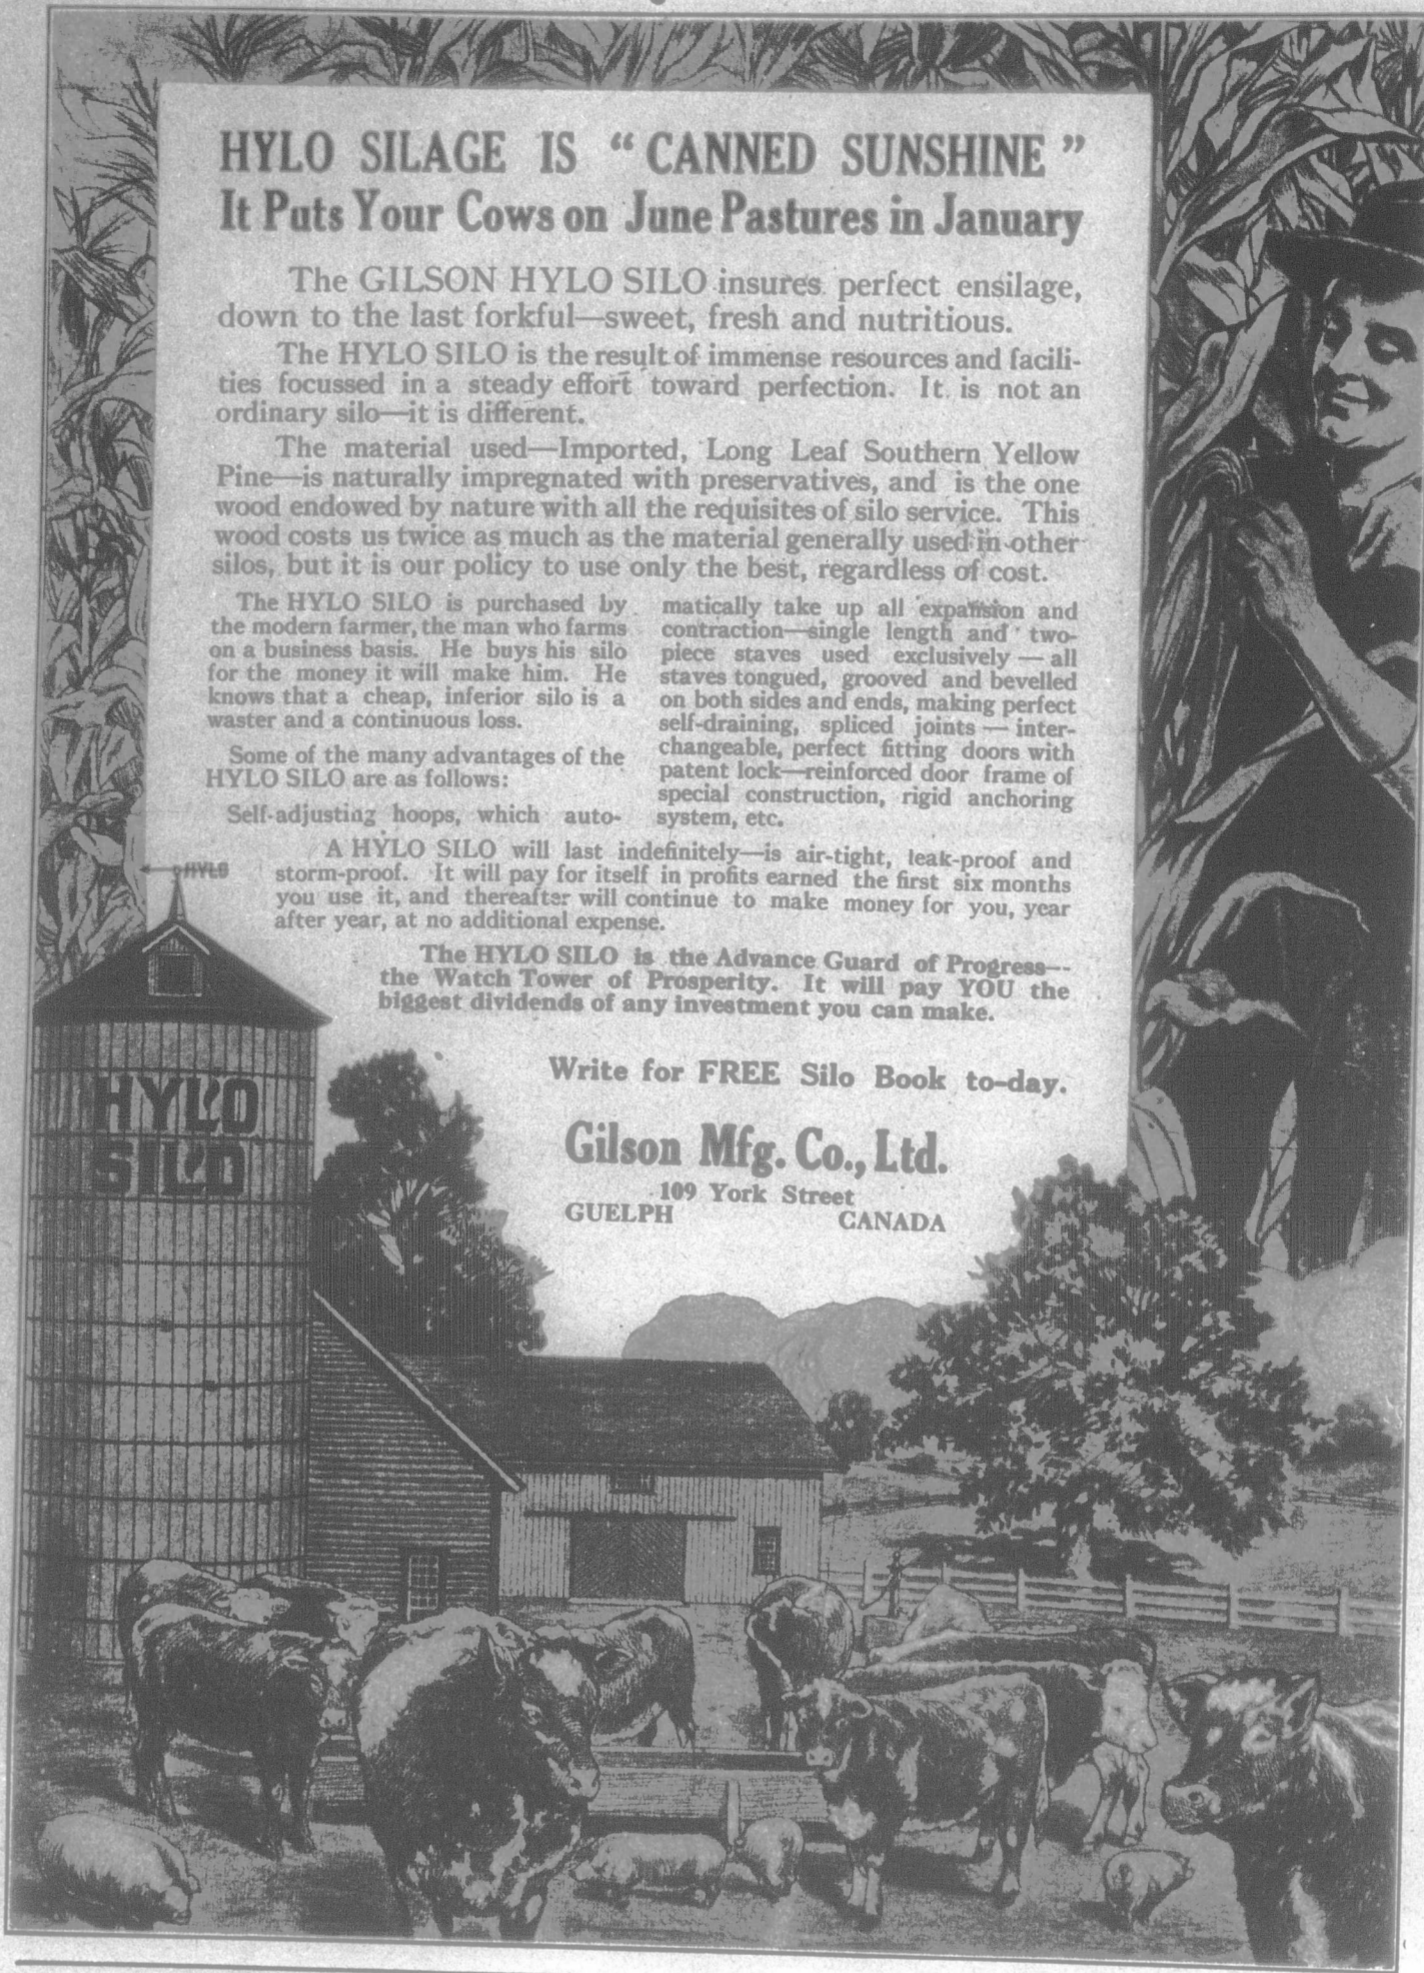 HYLO SILAGE IS “CANNED SUNSHINE”
It Puts Your Cows on June Pastures in January
The GILSON HYLO SILO insures perfect ensilage,
down to the last forkful—sweet, fresh and nutritious.
The HYLO SILO is the result of immense resources and facili-
ties focussed in a steady effort toward perfection. It is not an
ordinary silo—it is different.
The material used—Imported, Long Leaf Southern Yellow
Pine—is naturally impregnated with preservatives, and is the one
wood endowed by nature with all the requisites of silo service. This
wood costs us twice as much as the material generally used in other
silos, but it is our policy to use only the best, regardless of cost.
The HYLO SILO is purchased by
the modern farmer, the man who farms
on a business basis. He buys his silo
for the money it will make him. He
knows that a cheap, inferior silo is a
waster and a continuous loss.
Some of the many advantages of the
HYLO SILO are as follows:
Self-adjusting hoops, which auto-
matically take up all expansion and
contraction—single length and two-
piece staves used exclusively — all
staves tongued, grooved and bevelled
on both sides and ends, making perfect
self-draining, spliced joints — inter-
changeable, perfect fitting doors with
patent lock—reinforced door frame of
special construction, rigid anchoring
system, etc.
A HYLO SILO will last indefinitely—is air-tight, leak-proof and
storm-proof. It will pay for itself in profits earned the first six months
you use it, and thereafter will continue to make money for you, year
after year, at no additional expense.
The HYLO SILO is the Advance Guard of Progress--
the Watch Tower of Prosperity. It will pay YOU the
biggest dividends of any investment you can make.
Write for FREE Silo Book to-day.
Gilson Mfg. Co., Ltd.
109 York Street
GUELPH CANADA
HYLO
HYLO
SILO